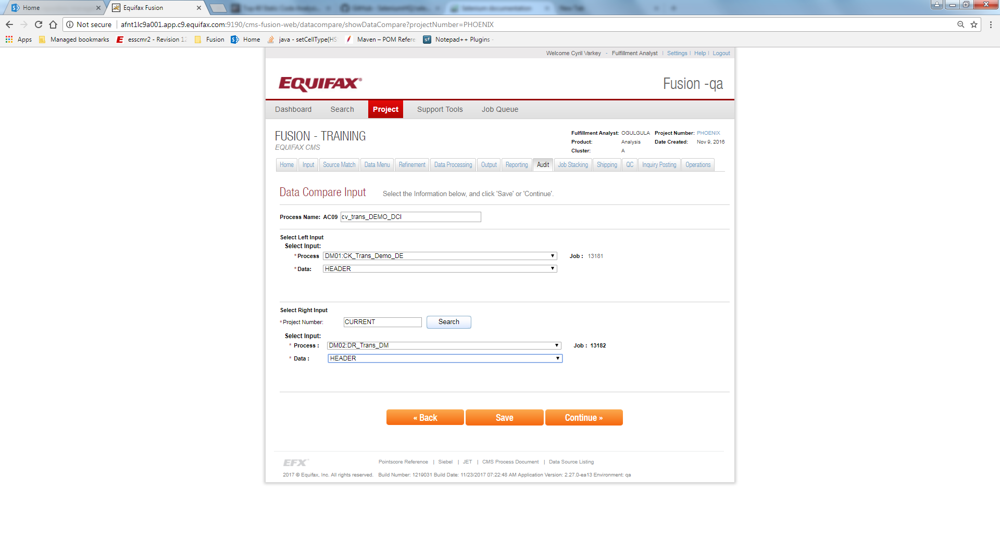 Home
Equifax Fusion
Selenium documentation
New Tab
Not secure afnt1lc9a001.app.c9.equifax.com:9190/cms-fusion-web/datacompare/showDataCompare?projectNumber=PHOENIX
Apps Managed bookmarks esscmr2 - Revision 12 Fusion Home java - setCellType(HS Maven – POM Refere Notepad++ Plugins -
Welcome Cyril Varkey - Fulfillment Analyst | Settings | Help | Logout
EQUIFAX®
Fusion -qa
Dashboard Search Project Support Tools Job Queue
FUSION - TRAINING
EQUIFAX CMS
Fulfillment Analyst: OGULGULA Project Number: PHOENIX
Product: Analysis Date Created: Nov 9, 2016
Cluster: A
Home Input Source Match Data Menu Refinement Data Processing Output Reporting Audit Job Stacking Shipping QC Inquiry Posting Operations
Data Compare Input Select the Information below, and click 'Save' or 'Continue'.
Process Name: AC09 cv_trans_DEMO_DCI
Select Left Input
Select Input:
*Process DM01:CK_Trans_Demo_DE Job : 13181
*Data: HEADER
Select Right Input
*Project Number: CURRENT Search
Select Input:
* Process : DM02:DR_Trans_DM Job : 13182
* Data : HEADER
« Back Save Continue »
EFX
Pointscore Reference | Siebel | JET | CMS Process Document | Data Source Listing
2017 © Equifax, Inc. All rights reserved. Build Number: 1219031 Build Date: 11/23/2017 07:22:48 AM Application Version: 2.27.0-ea13 Environment: qa